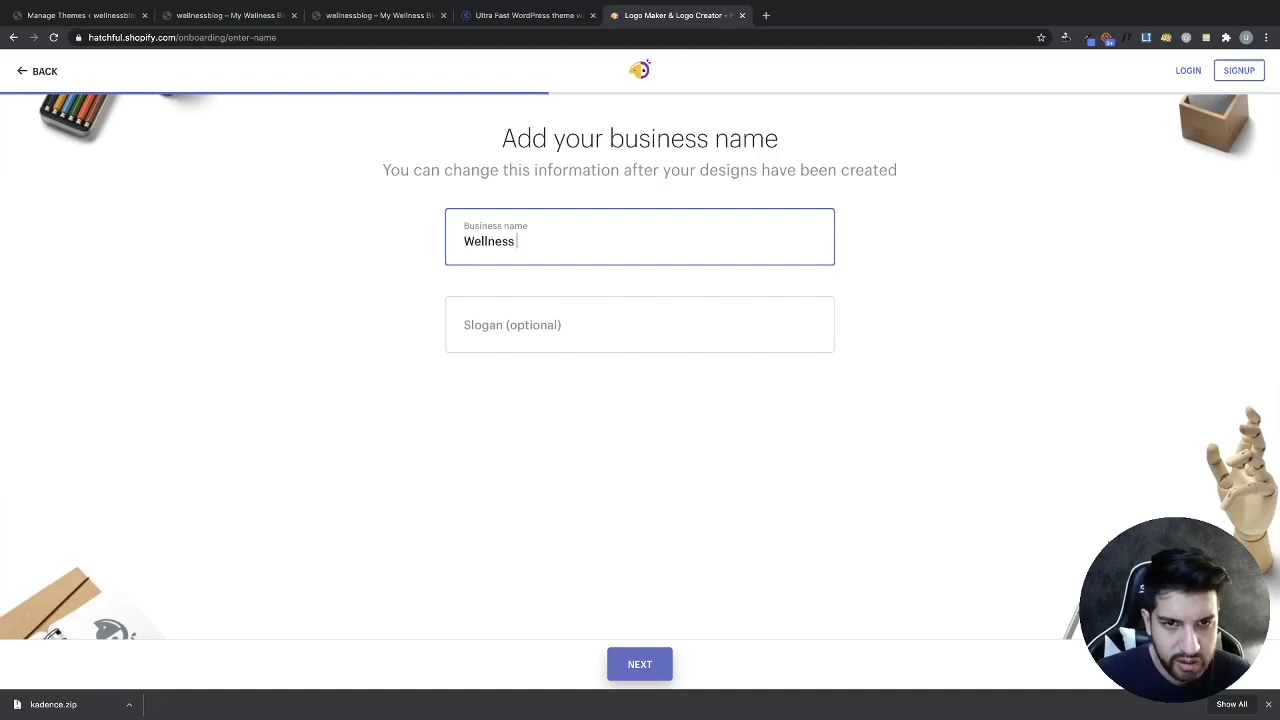 Manage Themes ‹ wellnessblog
wellnessblog – My Wellness B
wellnessblog – My Wellness B
Ultra Fast WordPress theme w
Logo Maker & Logo Creator -
hatchful.shopify.com/onboarding/enter-name
BACK
LOGIN
SIGNUP
Add your business name
You can change this information after your designs have been created
Business name
Wellness
Slogan (optional)
NEXT
kadence.zip
Show All